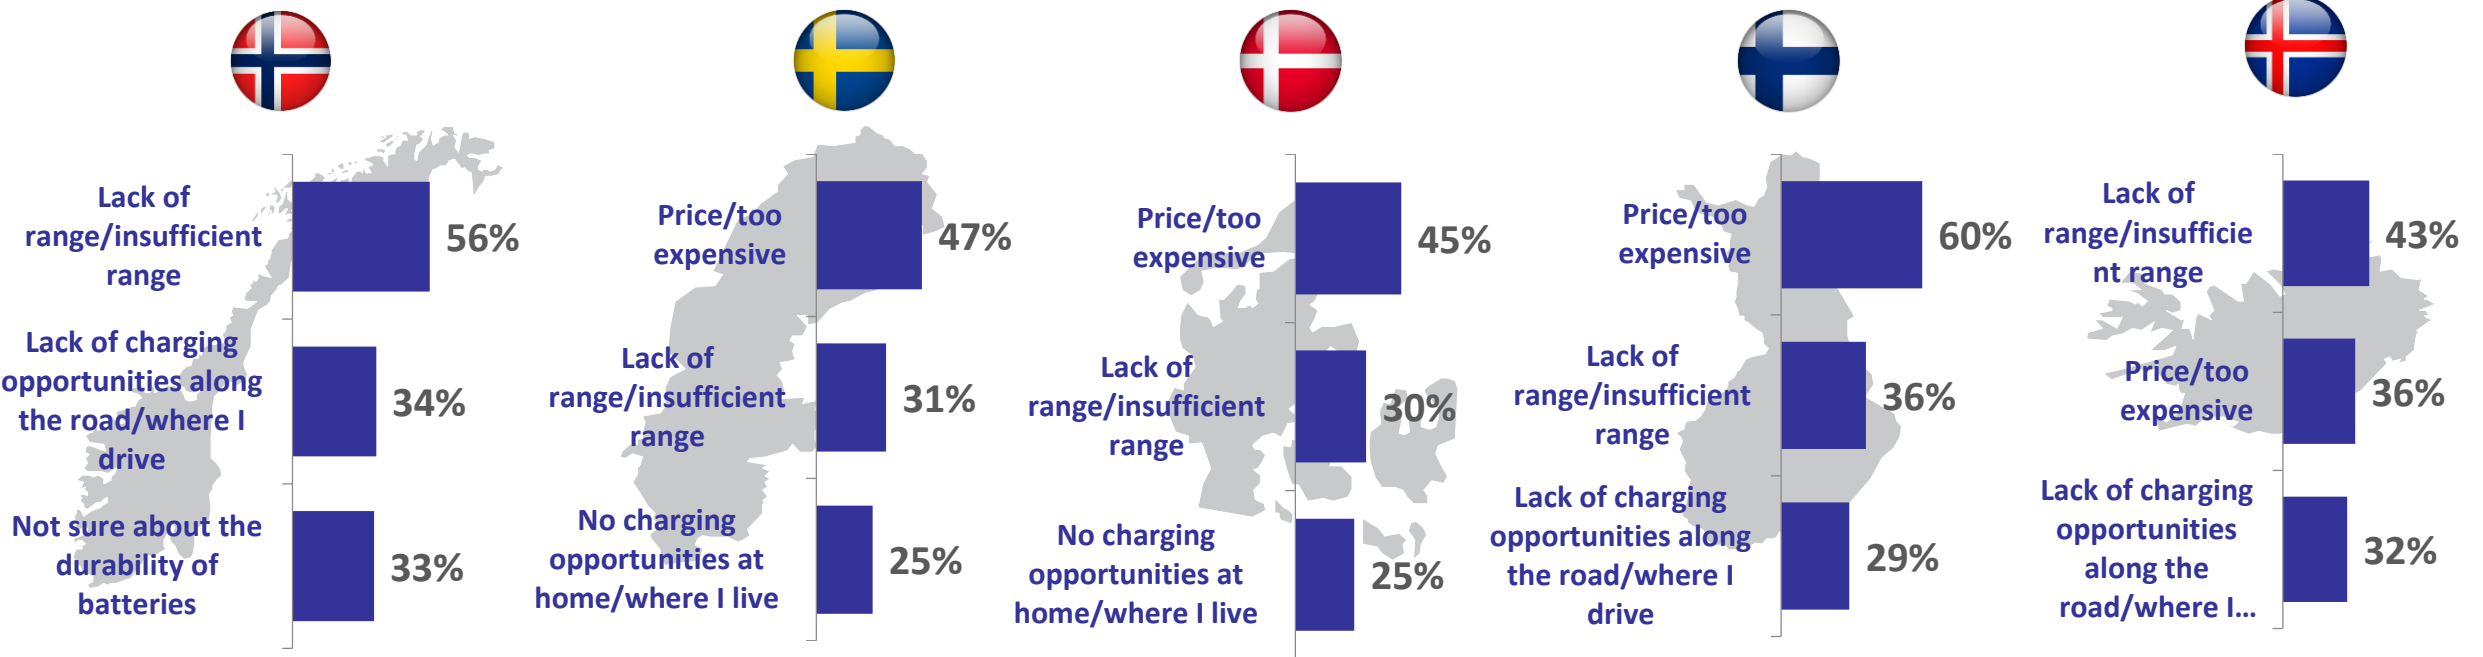 Lack of
range/insufficient
range
56%
Lack of charging
opportunities along
the road/where I
drive
34%
Not sure about the
durability of
batteries
33%
Price/too
expensive
47%
Lack of
range/insufficient
range
31%
No charging
opportunities at
home/where I live
25%
Price/too
expensive
45%
Lack of
range/insufficient
range
30%
No charging
opportunities at
home/where I live
25%
Price/too
expensive
60%
Lack of
range/insufficient
range
36%
Lack of charging
opportunities along
the road/where I
drive
29%
Lack of
range/insufficie
nt range
43%
Price/too
expensive
36%
Lack of charging
opportunities
along the
road/where I...
32%